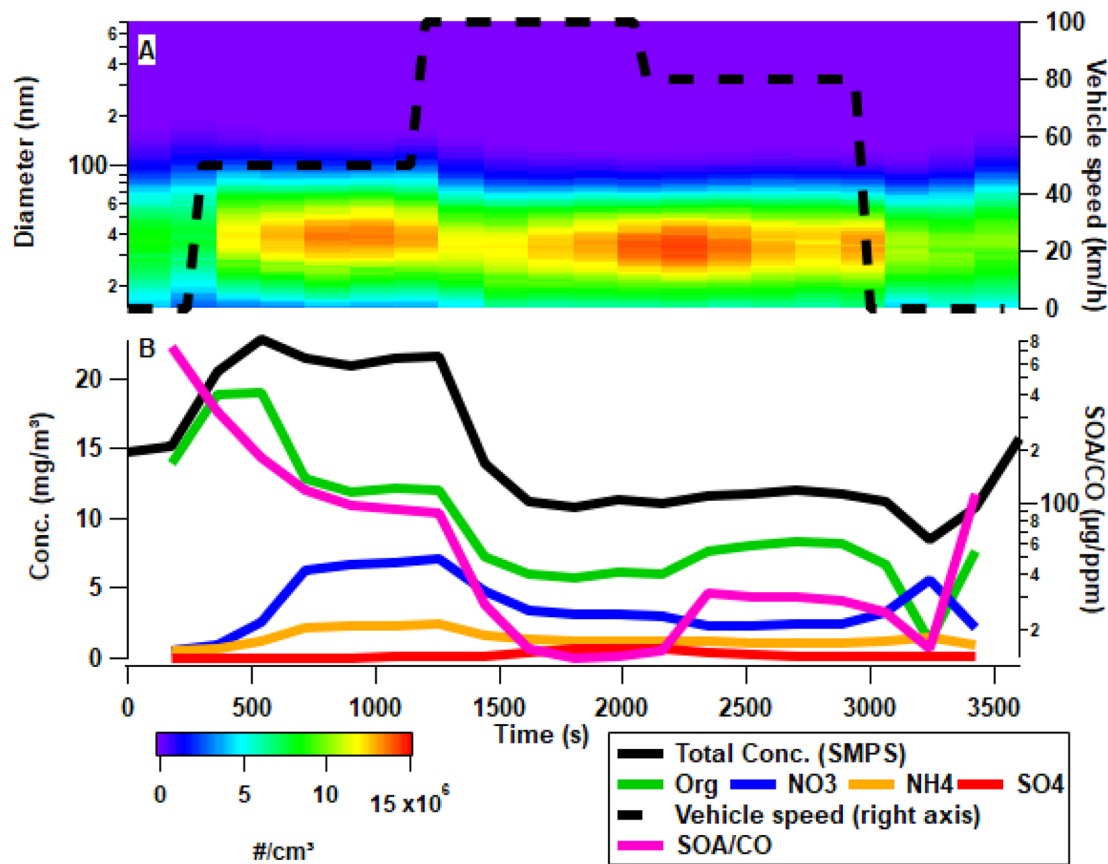 A
6
4
2
100
6
4
2
Diameter (nm)
100
80
60
40
20
0
Vehicle speed (km/h)
B
20
15
10
5
0
Conc. (mg/m³)
8
6
4
2
100
8
6
4
2
SOA/CO (µg/ppm)
0 500 1000 1500 2000 2500 3000 3500
Time (s)
0 5 10 15 x10⁶
#/cm³
Total Conc. (SMPS)
Org NO3 NH4 SO4
Vehicle speed (right axis)
SOA/CO